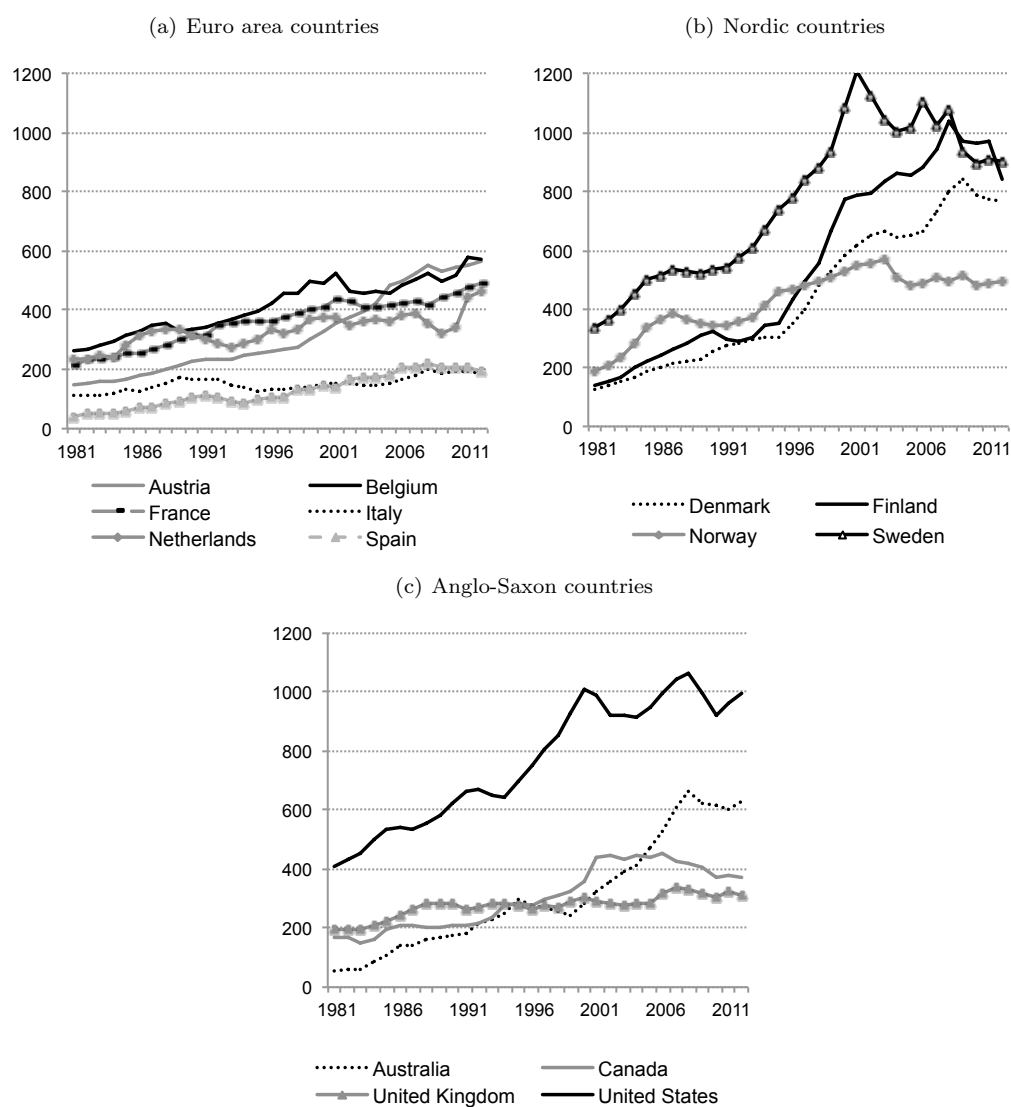 (a) Euro area countries
1200
1000
800
600
400
200
0
1981 1986 1991 1996 2001 2006 2011
Austria Belgium
France Italy
Netherlands Spain
(b) Nordic countries
1200
1000
800
600
400
200
0
1981 1986 1991 1996 2001 2006 2011
Denmark Finland
Norway Sweden
(c) Anglo-Saxon countries
1200
1000
800
600
400
200
0
1981 1986 1991 1996 2001 2006 2011
Australia Canada
United Kingdom United States